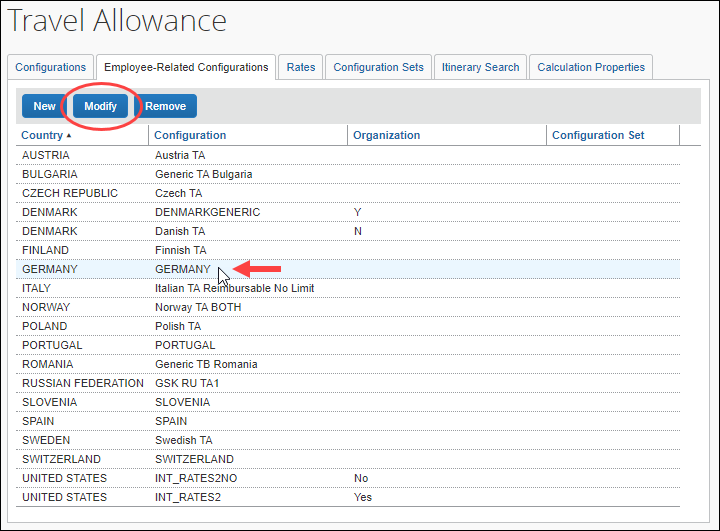 Travel Allowance
Configurations Employee-Related Configurations Rates Configuration Sets Itinerary Search Calculation Properties
New Modify Remove
Country Configuration Organization Configuration Set
AUSTRIA Austria TA
BULGARIA Generic TA Bulgaria
CZECH REPUBLIC Czech TA
DENMARK DENMARKGENERIC Y
DENMARK Danish TA N
FINLAND Finnish TA
GERMANY GERMANY
ITALY Italian TA Reimbursable No Limit
NORWAY Norway TA BOTH
POLAND Polish TA
PORTUGAL PORTUGAL
ROMANIA Generic TB Romania
RUSSIAN FEDERATION GSK RU TA1
SLOVENIA SLOVENIA
SPAIN SPAIN
SWEDEN Swedish TA
SWITZERLAND SWITZERLAND
UNITED STATES INT_RATES2NO No
UNITED STATES INT_RATES2 Yes